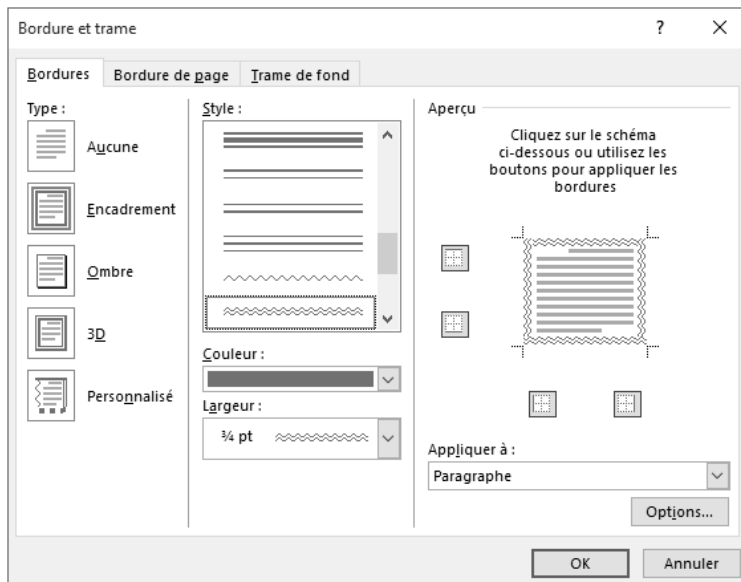 Bordure et trame
?
Bordures
Bordure de page
Trame de fond
Type :
Aucune
Encadrement
Ombre
3D
Personnalisé
Style :
Couleur :
Largeur :
¾ pt
Aperçu
Cliquez sur le schéma
ci-dessous ou utilisez les
boutons pour appliquer les
bordures
Appliquer à :
Paragraphe
Options...
OK
Annuler